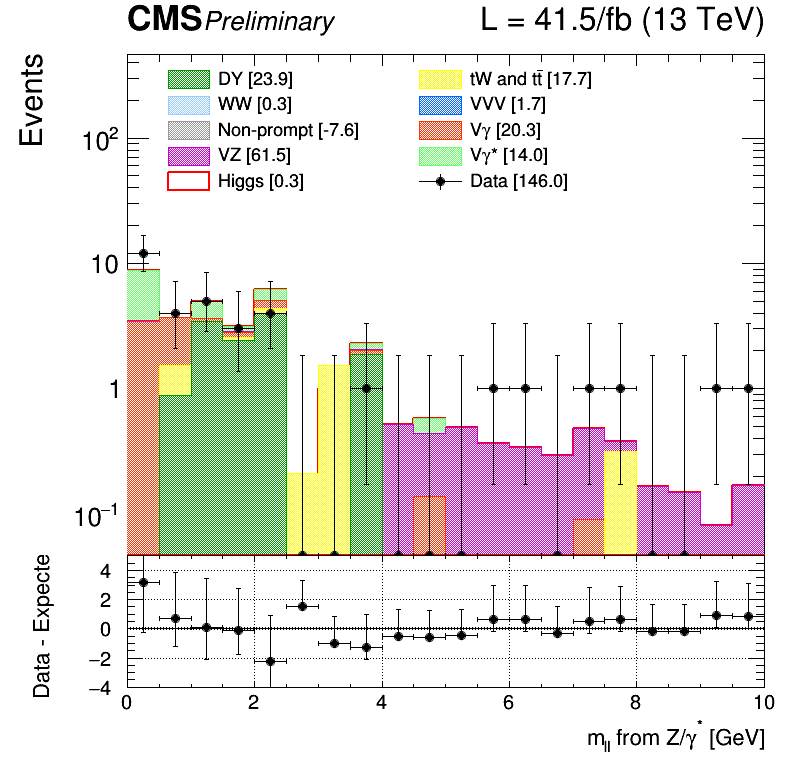 CMS Preliminary L = 41.5/fb (13 TeV)
Events
DY [23.9]
WW [0.3]
Non-prompt [-7.6]
VZ [61.5]
Higgs [0.3]
tW and tt̄ [17.7]
VVV [1.7]
Vγ [20.3]
Vγ* [14.0]
Data [146.0]
10²
10
1
10⁻¹
Data - Expecte
4
2
0
−2
−4
0 2 4 6 8 10
m_ll from Z/γ* [GeV]